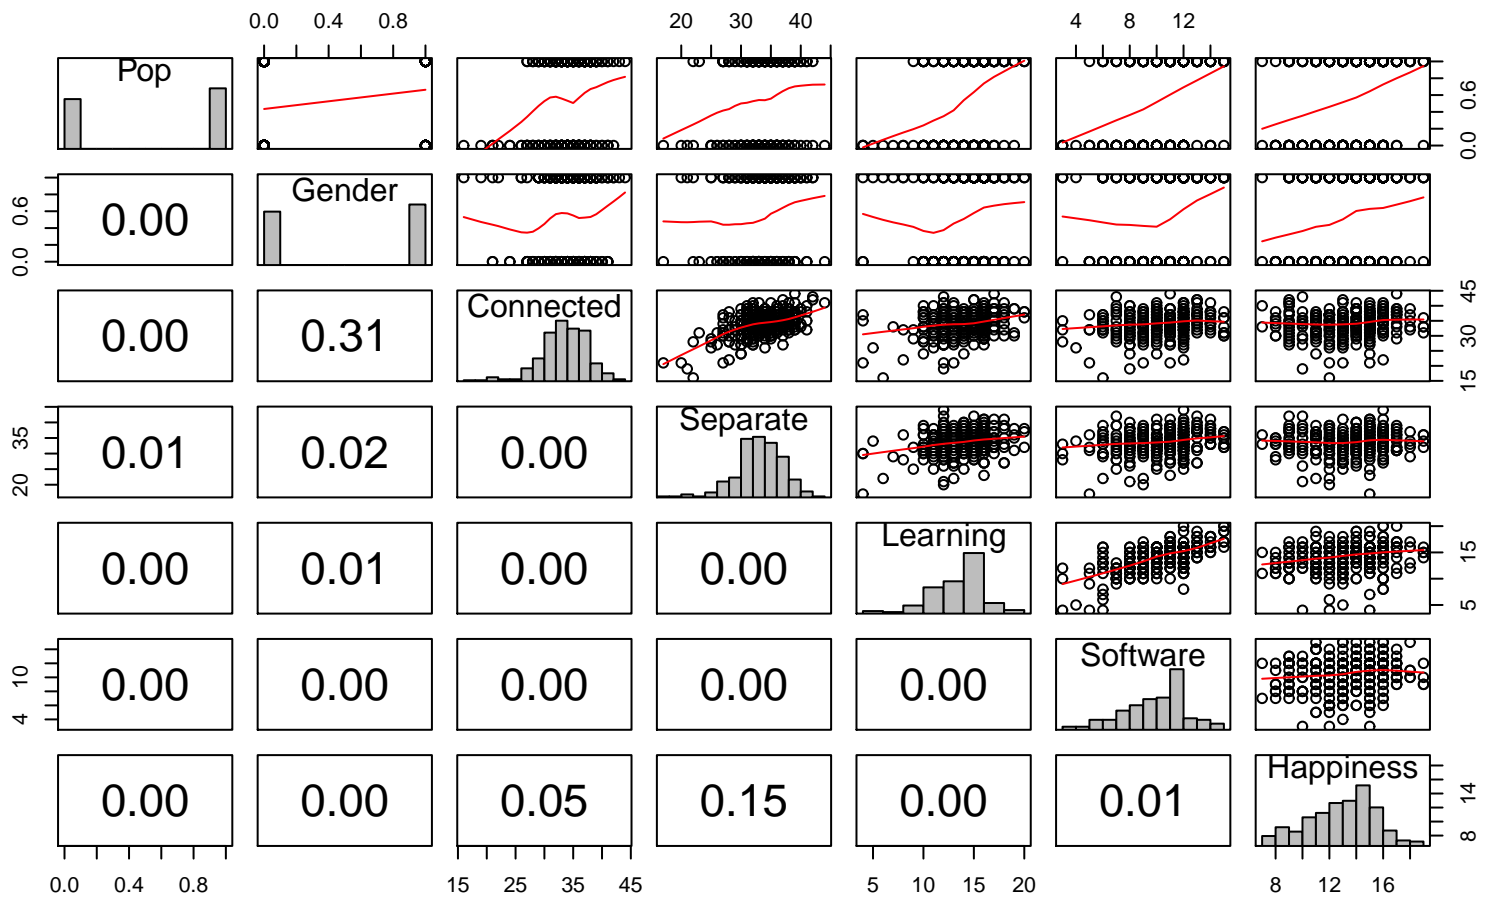 0.0 0.4 0.8 20 30 40 4 8 12
Pop
0.0 0.6
Gender
0.00
0.0 0.6
Connected
0.00 0.31
15 30 45
Separate
0.01 0.02 0.00
20 35
Learning
0.00 0.01 0.00 0.00
5 15
Software
0.00 0.00 0.00 0.00 0.00
4 10
Happiness
0.00 0.00 0.05 0.15 0.00 0.01
8 14
0.0 0.4 0.8 15 25 35 45 5 10 15 20 8 12 16